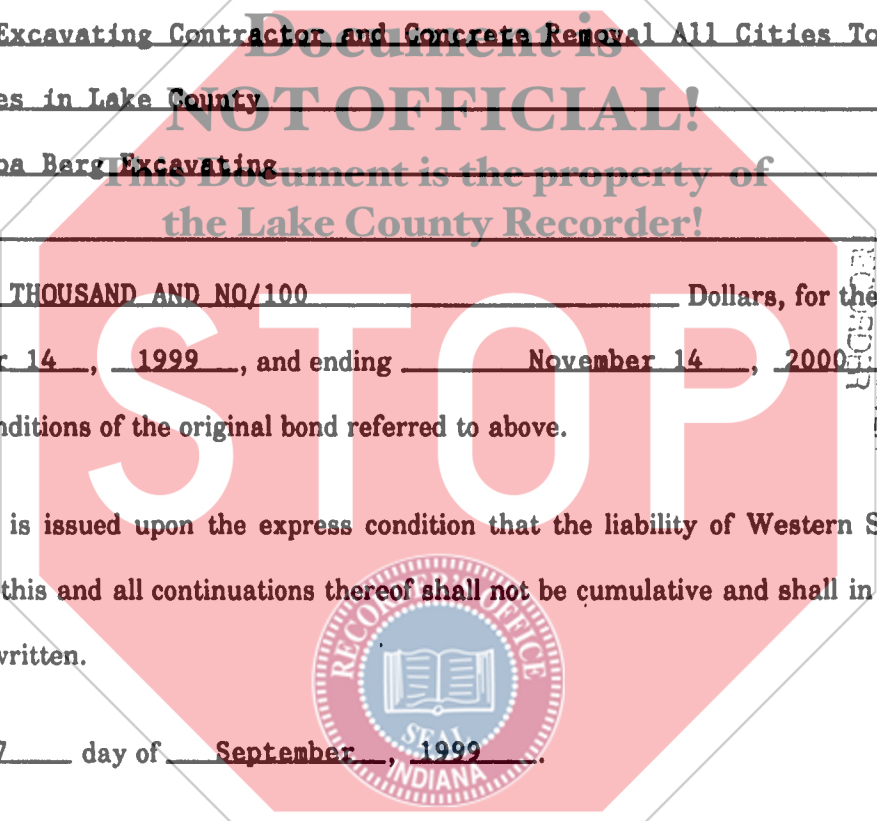 Document is
Excavating Contractor and Concrete Removal All Cities To
es in Lake County
NOT OFFICIAL!
oa Berg Excavating
This Document is the property of
the Lake County Recorder!
THOUSAND AND NO/100 Dollars, for the
r 14, 1999, and ending November 14, 2000
STOP
nditions of the original bond referred to above.
is issued upon the express condition that the liability of Western S
this and all continuations thereof shall not be cumulative and shall in
written.
RECORDER'S OFFICE
SEAL
INDIANA
7 day of September, 1999.